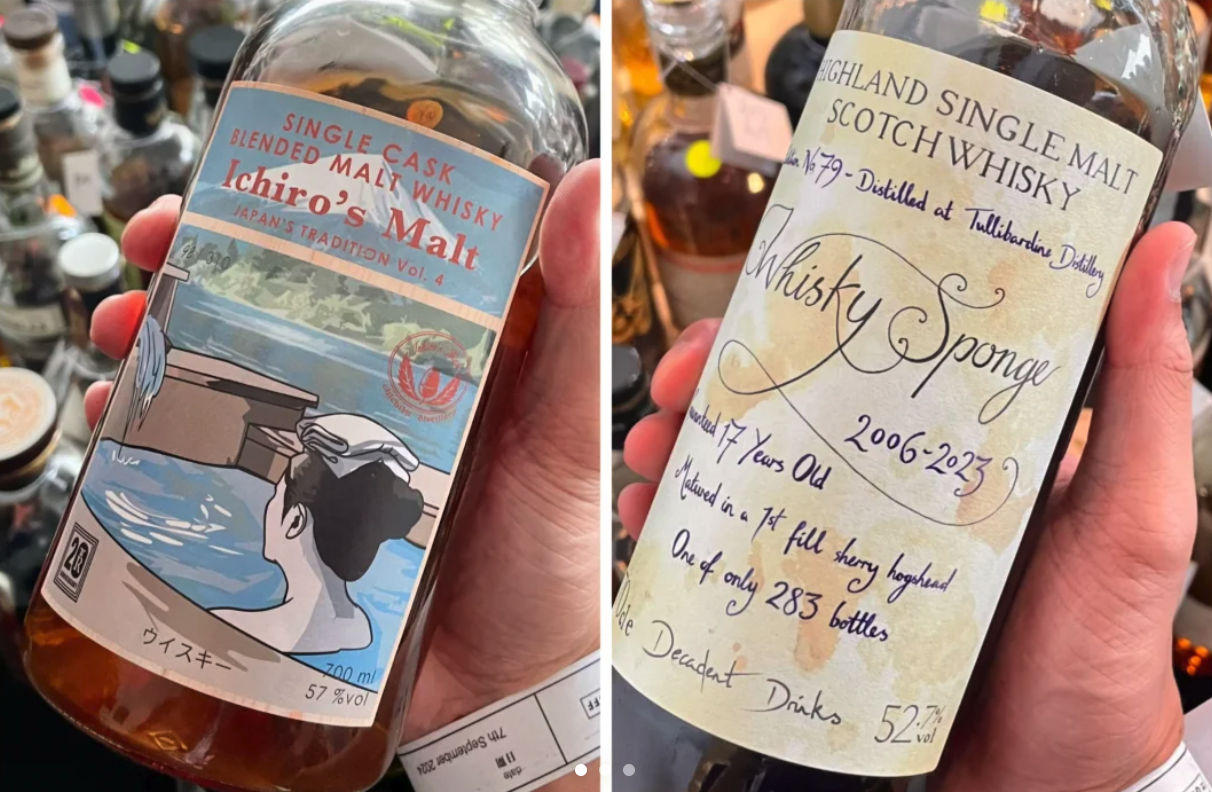 SINGLE CASK
BLENDED MALT WHISKY
Ichiro's Malt
JAPAN'S TRADITION Vol. 4
ウイスキー
700 ml
57 %vol
7th September 2024
date
日期
HIGHLAND SINGLE MALT
SCOTCH WHISKY
No 79 - Distilled at Tullibardine Distillery
Whisky Sponge
2006-2023
17 Years Old
Matured in a 1st fill sherry hogshead
One of only 283 bottles
Decadent Drinks
52.7%
vol